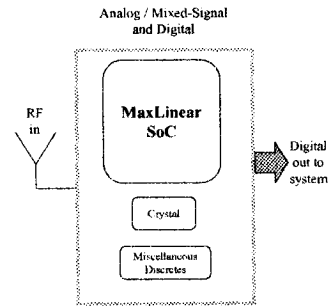 Analog / Mixed-Signal
and Digital
RF
in
MaxLinear
SoC
Digital
out to
system
Crystal
Miscellaneous
Discretes